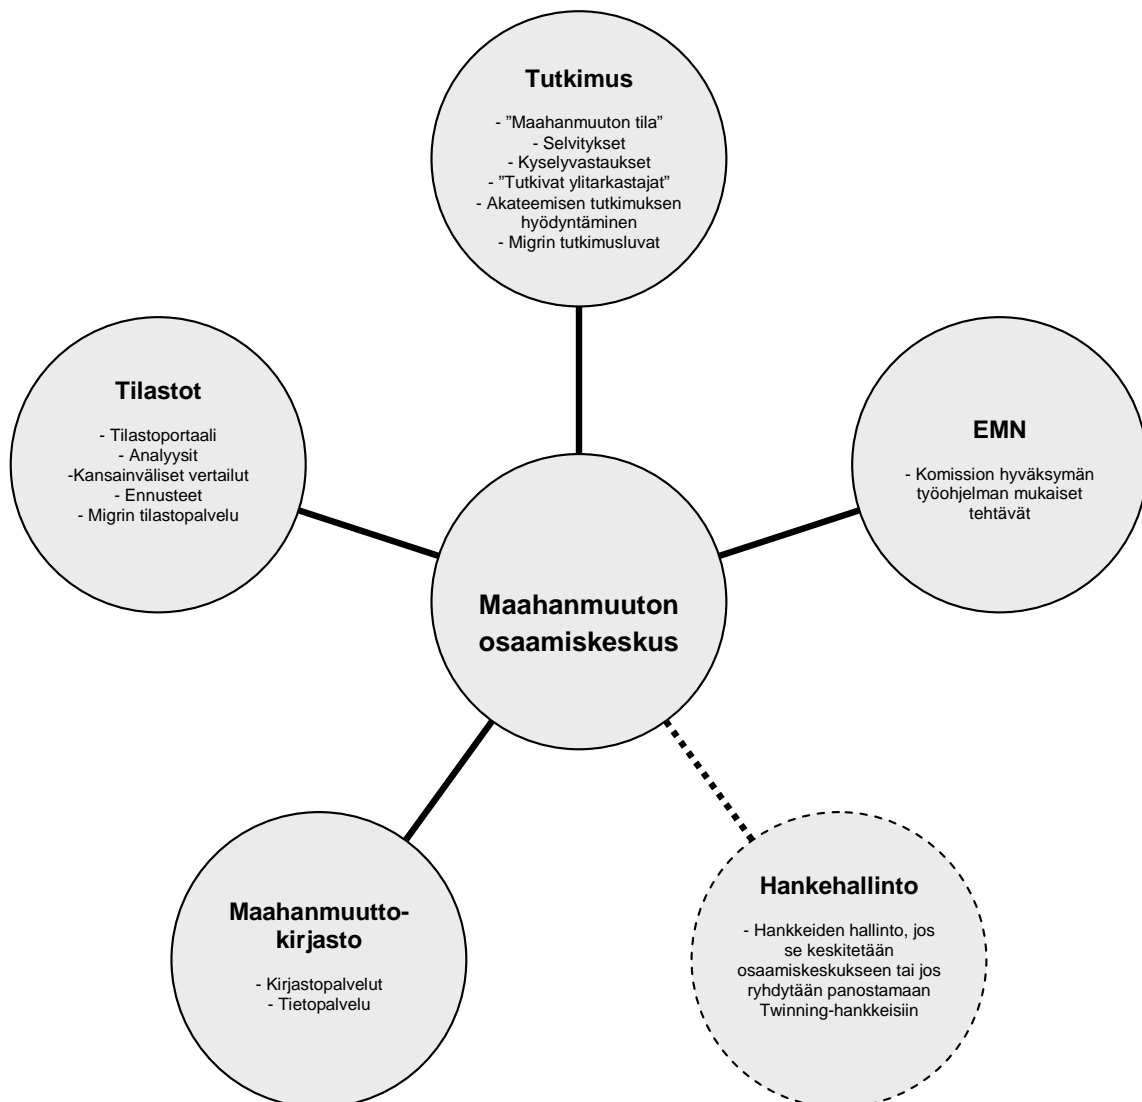 Tutkimus
- ”Maahanmuuton tila”
- Selvitykset
- Kyselyvastaukset
- ”Tutkivat ylitarkastajat”
- Akateemisen tutkimuksen
hyödyntäminen
- Migrin tutkimusluvat
Tilastot
- Tilastoportaali
- Analyysit
-Kansainväliset vertailut
- Ennusteet
- Migrin tilastopalvelu
EMN
- Komission hyväksymän
työohjelman mukaiset
tehtävät
Maahanmuuton
osaamiskeskus
Maahanmuutto-
kirjasto
- Kirjastopalvelut
- Tietopalvelu
Hankehallinto
- Hankkeiden hallinto, jos
se keskitetään
osaamiskeskukseen tai jos
ryhdytään panostamaan
Twinning-hankkeisiin